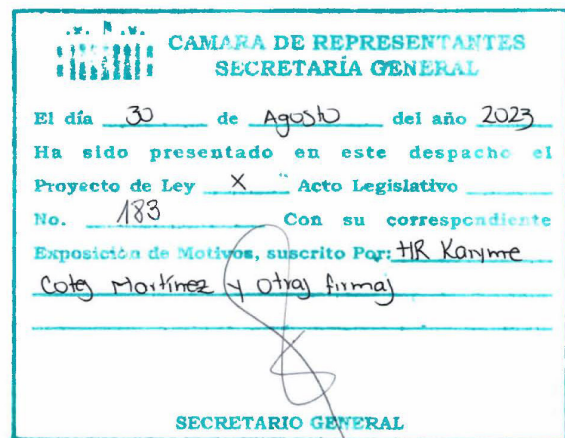 CAMARA DE REPRESENTANTES
SECRETARÍA GENERAL
El día 30 de Agosto del año 2023
Ha sido presentado en este despacho el
Proyecto de Ley X Acto Legislativo
No. 183 Con su correspondiente
Exposición de Motivos, suscrito Por: HR Karyme
Cotes Martínez y otras firmas
SECRETARIO GENERAL